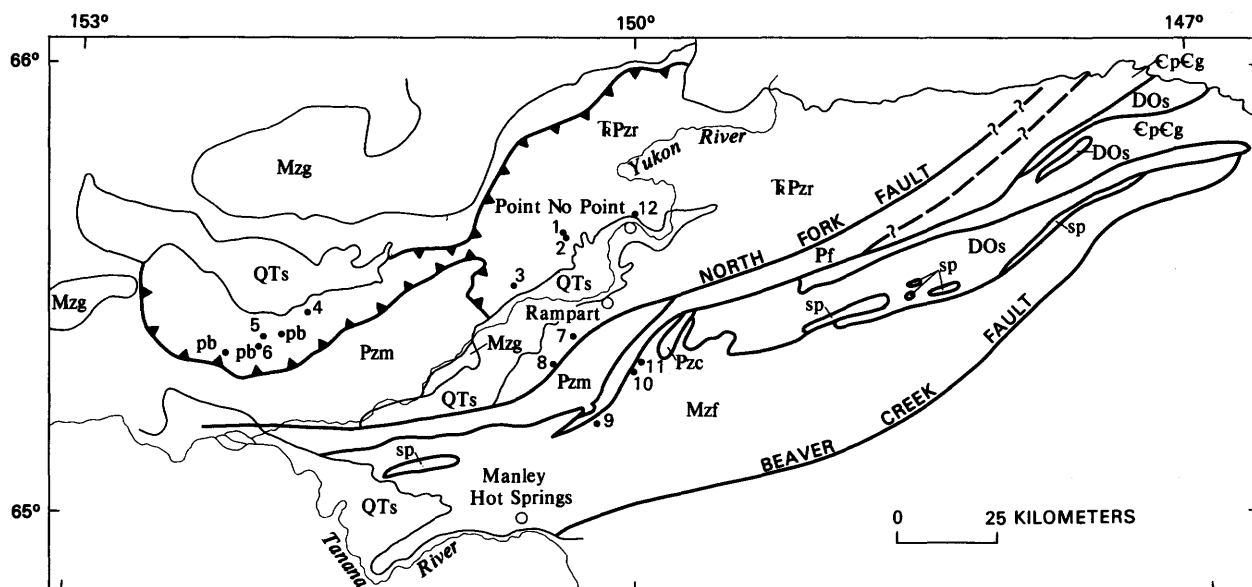 153° 150° 147°
66°
ЄpЄg
DOs
ЄpЄg
DOs
TRPzr
Yukon River
Mzg
TRPzr
FAULT
Point No Point
12
1
2
sp
FORK
DOs
Pf
NORTH
QTs
3
QTs
sp
Mzg
4
Rampart
sp
FAULT
5
pb
7
pb
pb
6
Mzg
Pzm
8
Pzm
11
Pzc
10
CREEK
QTs
Mzf
9
BEAVER
sp
Manley
Hot Springs
QTs
65°
0 25 KILOMETERS
Tanana
River
? ? ?